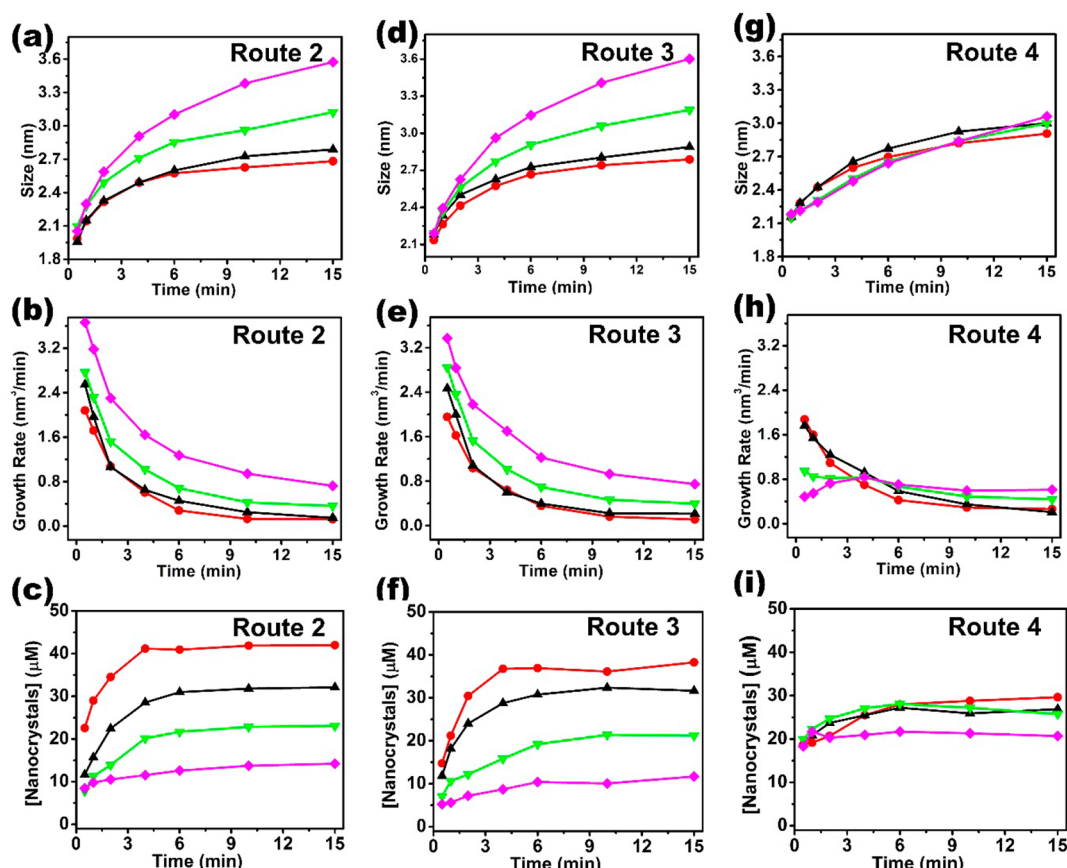 (a)
Route 2
3.6
3.3
3.0
2.7
2.4
2.1
1.8
Size (nm)
0 3 6 9 12 15
Time (min)
(d)
Route 3
3.6
3.3
3.0
2.7
2.4
2.1
Size (nm)
0 3 6 9 12 15
Time (min)
(g)
Route 4
3.6
3.3
3.0
2.7
2.4
2.1
1.8
Size (nm)
0 3 6 9 12 15
Time (min)
(b)
Route 2
3.2
2.4
1.6
0.8
0.0
Growth Rate (nm³/min)
0 3 6 9 12 15
Time (min)
(e)
Route 3
3.2
2.4
1.6
0.8
0.0
Growth Rate (nm³/min)
0 3 6 9 12 15
Time (min)
(h)
Route 4
3.2
2.4
1.6
0.8
0.0
Growth Rate (nm³/min)
0 3 6 9 12 15
Time (min)
(c)
Route 2
50
40
30
20
10
0
[Nanocrystals] (μM)
0 3 6 9 12 15
Time (min)
(f)
Route 3
50
40
30
20
10
0
[Nanocrystals] (μM)
0 3 6 9 12 15
Time (min)
(i)
Route 4
50
40
30
20
10
0
[Nanocrystals] (μM)
0 3 6 9 12 15
Time (min)